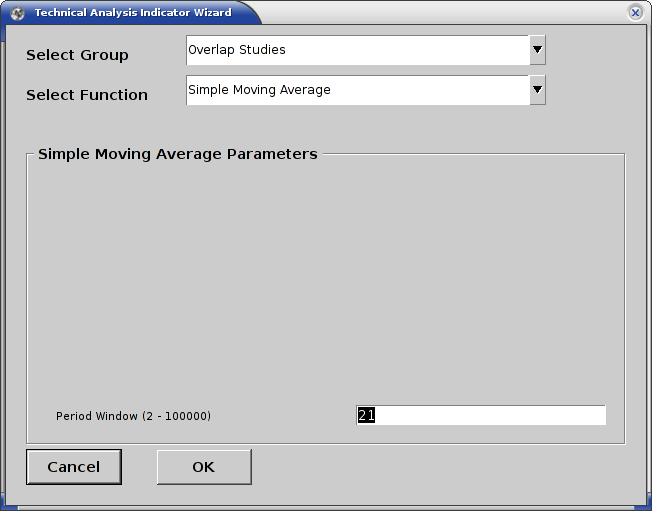 Technical Analysis Indicator Wizard
Select Group
Overlap Studies
Select Function
Simple Moving Average
Simple Moving Average Parameters
Period Window (2 - 100000)
21
Cancel
OK